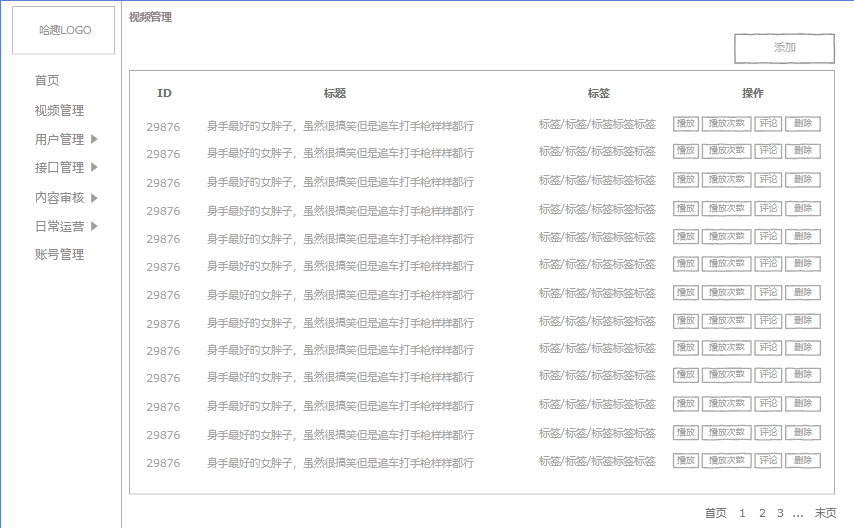 哈趣LOGO
首页
视频管理
用户管理
接口管理
内容审核
日常运营
账号管理
视频管理
添加
ID 标题 标签 操作
29876 身手最好的女胖子，虽然很搞笑但是追车打手枪样样都行 标签/标签/标签标签标签 播放 播放次数 评论 删除
29876 身手最好的女胖子，虽然很搞笑但是追车打手枪样样都行 标签/标签/标签标签标签 播放 播放次数 评论 删除
29876 身手最好的女胖子，虽然很搞笑但是追车打手枪样样都行 标签/标签/标签标签标签 播放 播放次数 评论 删除
29876 身手最好的女胖子，虽然很搞笑但是追车打手枪样样都行 标签/标签/标签标签标签 播放 播放次数 评论 删除
29876 身手最好的女胖子，虽然很搞笑但是追车打手枪样样都行 标签/标签/标签标签标签 播放 播放次数 评论 删除
29876 身手最好的女胖子，虽然很搞笑但是追车打手枪样样都行 标签/标签/标签标签标签 播放 播放次数 评论 删除
29876 身手最好的女胖子，虽然很搞笑但是追车打手枪样样都行 标签/标签/标签标签标签 播放 播放次数 评论 删除
29876 身手最好的女胖子，虽然很搞笑但是追车打手枪样样都行 标签/标签/标签标签标签 播放 播放次数 评论 删除
29876 身手最好的女胖子，虽然很搞笑但是追车打手枪样样都行 标签/标签/标签标签标签 播放 播放次数 评论 删除
29876 身手最好的女胖子，虽然很搞笑但是追车打手枪样样都行 标签/标签/标签标签标签 播放 播放次数 评论 删除
29876 身手最好的女胖子，虽然很搞笑但是追车打手枪样样都行 标签/标签/标签标签标签 播放 播放次数 评论 删除
29876 身手最好的女胖子，虽然很搞笑但是追车打手枪样样都行 标签/标签/标签标签标签 播放 播放次数 评论 删除
29876 身手最好的女胖子，虽然很搞笑但是追车打手枪样样都行 标签/标签/标签标签标签 播放 播放次数 评论 删除
首页 1 2 3 ... 末页